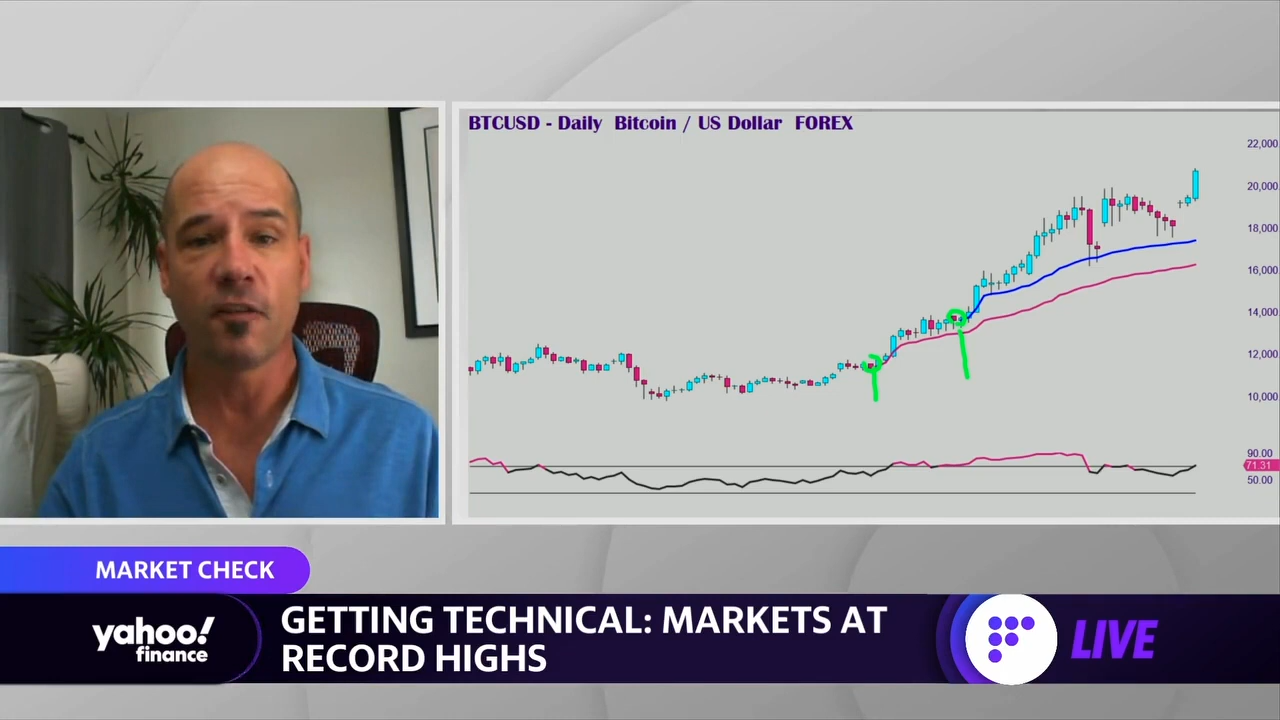 BTCUSD - Daily Bitcoin / US Dollar FOREX
22,000
20,000
18,000
16,000
14,000
12,000
10,000
90.00
71.31
50.00
MARKET CHECK
yahoo!
finance
GETTING TECHNICAL: MARKETS AT
RECORD HIGHS
LIVE